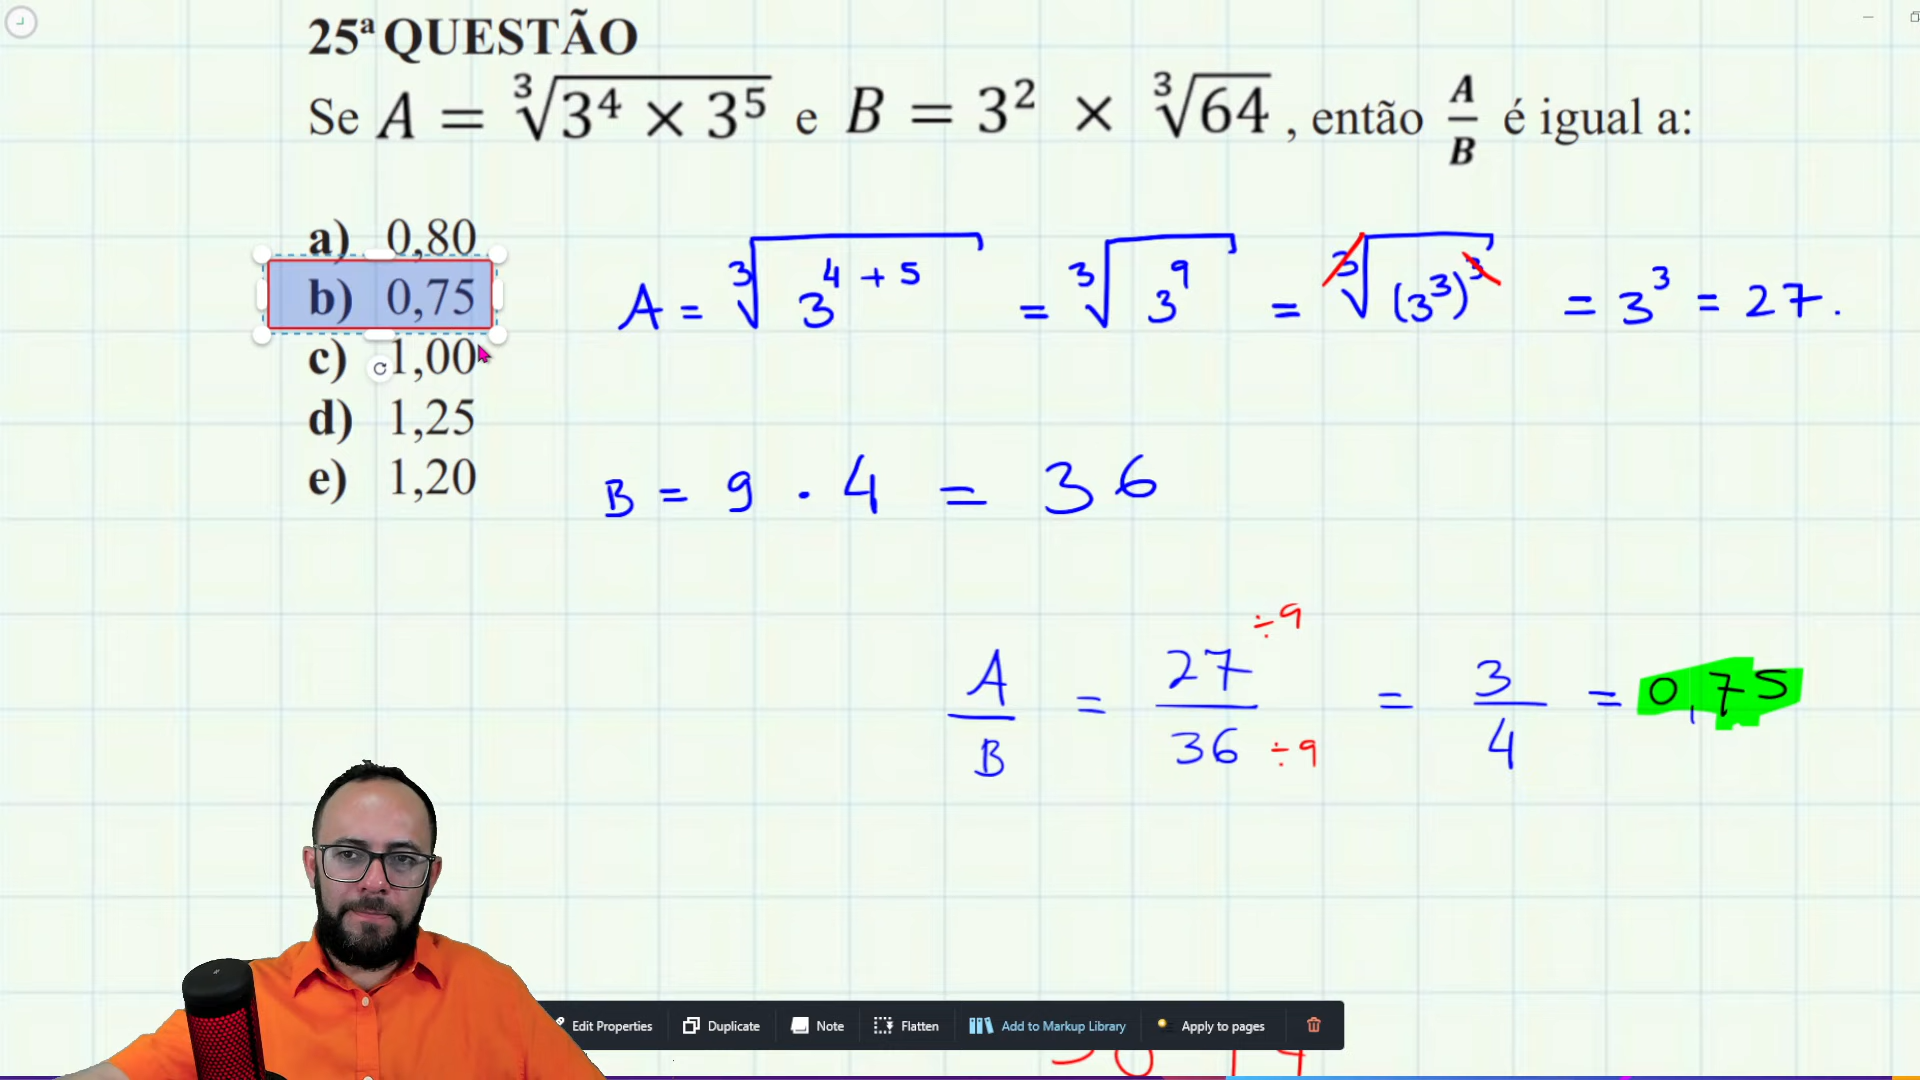 25ª QUESTÃO
Se A = ∛(3⁴ × 3⁵) e B = 3² × ∛64 , então A/B é igual a:
a) 0,80
b) 0,75
c) 1,00
d) 1,25
e) 1,20
A = ∛(3⁴⁺⁵) = ∛(3⁹) = ∛((3³)³) = 3³ = 27.
B = 9 . 4 = 36
A/B = 27/36 ÷9 ÷9 = 3/4 = 0,75
Edit Properties Duplicate Note Flatten Add to Markup Library Apply to pages